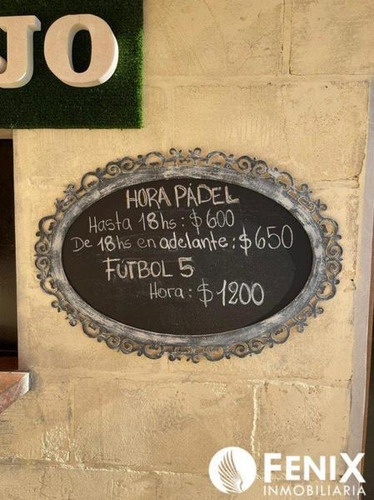 JO
HORA PÁDEL
Hasta 18hs: $600
De 18hs en adelante: $650
FÚTBOL 5
Hora: $1200
FENIX
INMOBILIARIA